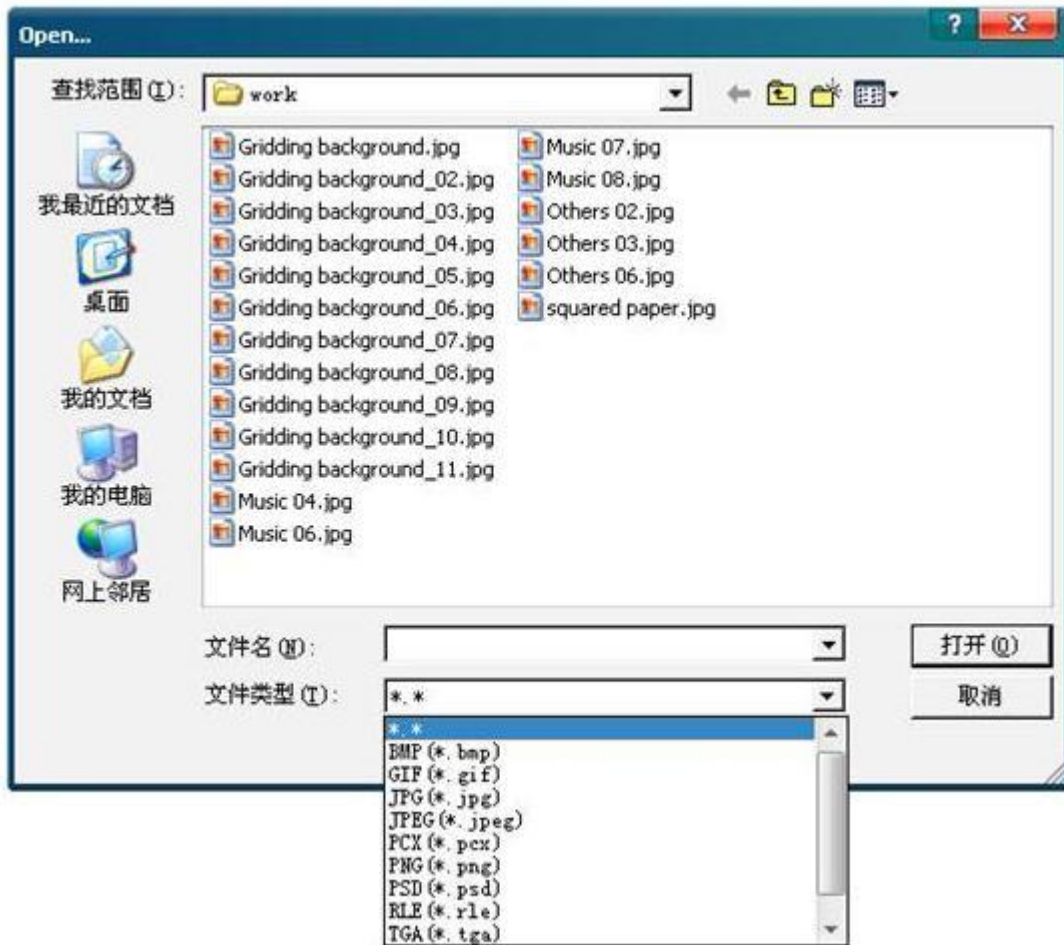 Open...
查找范围(I):
work
我最近的文档
桌面
我的文档
我的电脑
网上邻居
Gridding background.jpg
Gridding background_02.jpg
Gridding background_03.jpg
Gridding background_04.jpg
Gridding background_05.jpg
Gridding background_06.jpg
Gridding background_07.jpg
Gridding background_08.jpg
Gridding background_09.jpg
Gridding background_10.jpg
Gridding background_11.jpg
Music 04.jpg
Music 06.jpg
Music 07.jpg
Music 08.jpg
Others 02.jpg
Others 03.jpg
Others 06.jpg
squared paper.jpg
文件名(N):
打开(O)
文件类型(T):
*.*
取消
*.*
BMP(*.bmp)
GIF(*.gif)
JPG(*.jpg)
JPEG(*.jpeg)
PCX(*.pcx)
PNG(*.png)
PSD(*.psd)
RLE(*.rle)
TGA(*.tga)